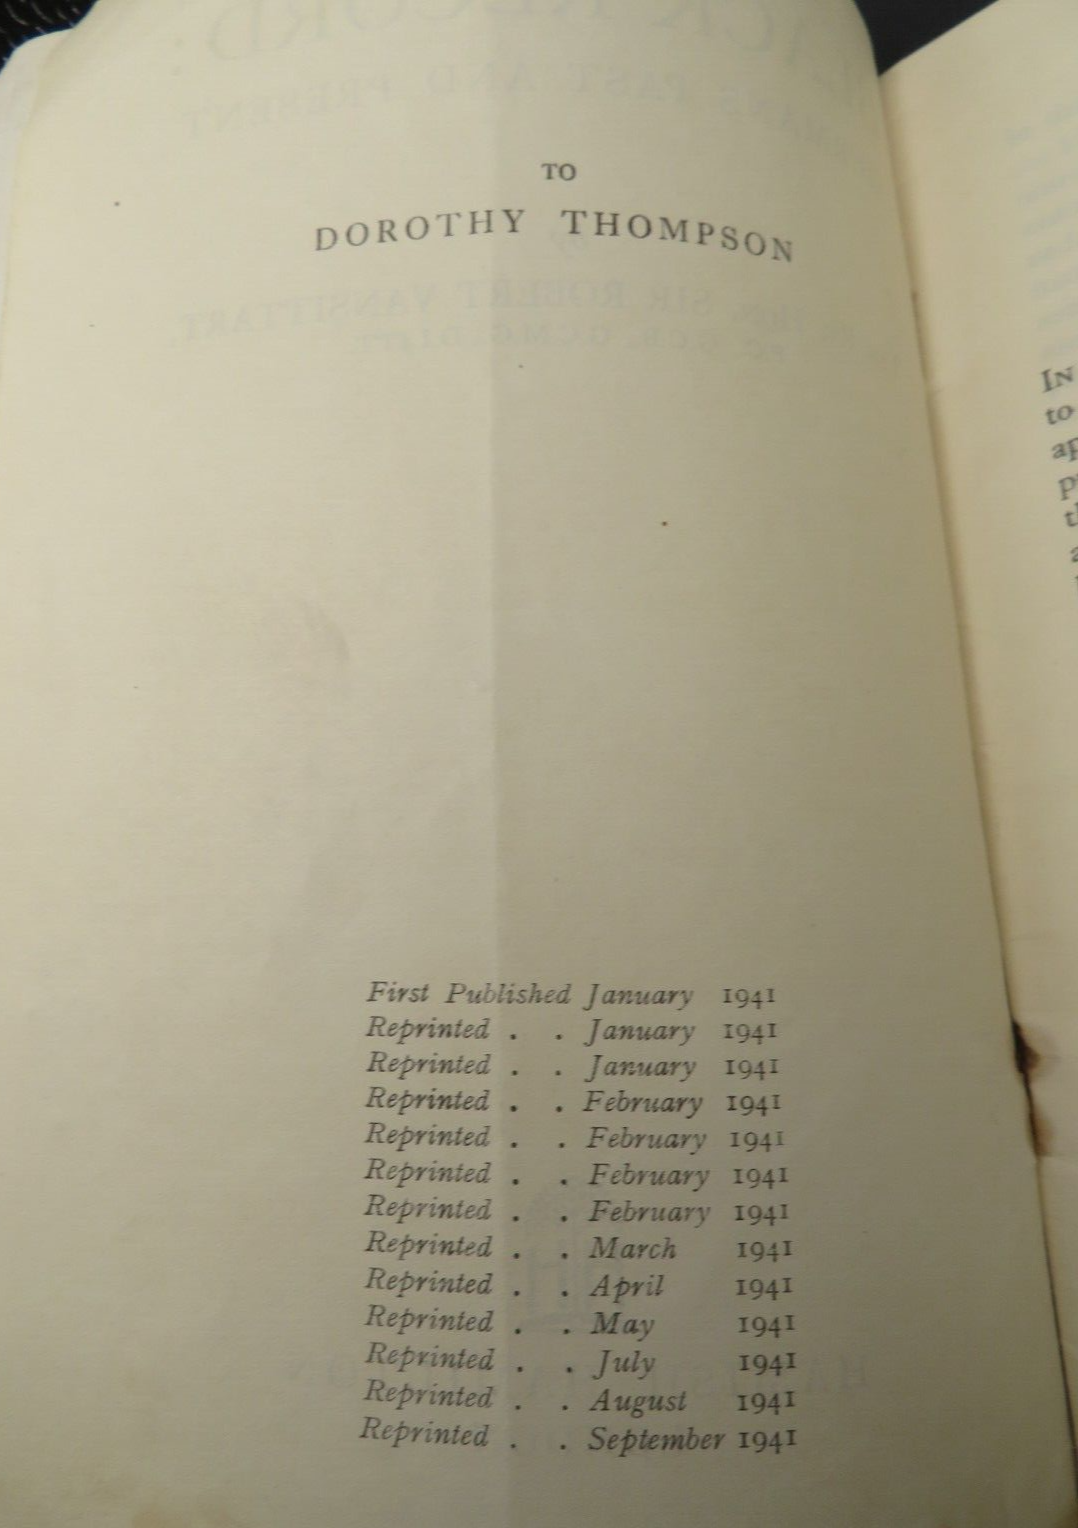 TO
DOROTHY THOMPSON
First Published January 1941
Reprinted . . January 1941
Reprinted . . January 1941
Reprinted . . February 1941
Reprinted . . February 1941
Reprinted . . February 1941
Reprinted . . February 1941
Reprinted . . March 1941
Reprinted . . April 1941
Reprinted . . May 1941
Reprinted . . July 1941
Reprinted . . August 1941
Reprinted . . September 1941
IN
to